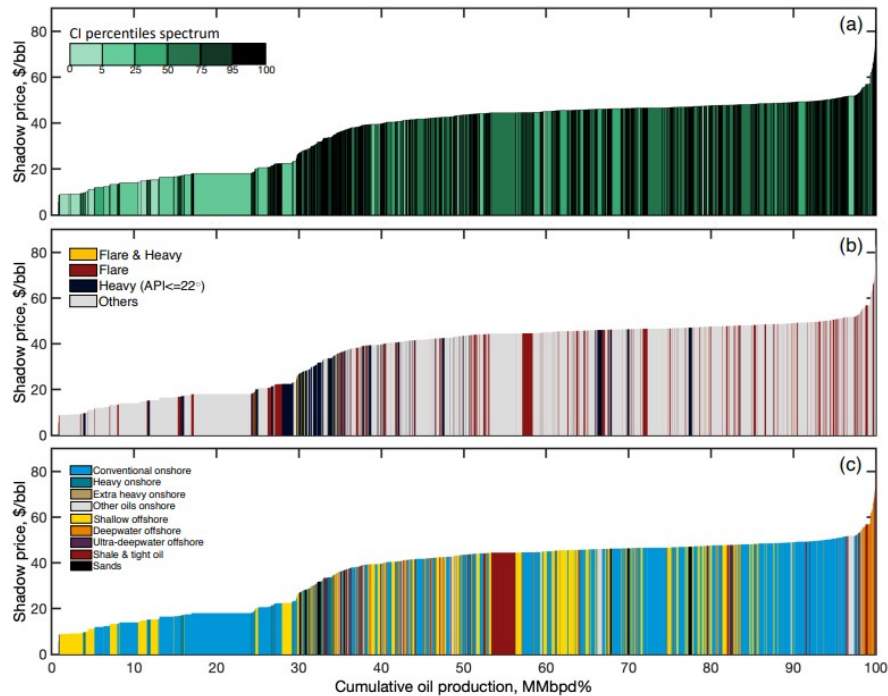 (a)
CI percentiles spectrum
0 5 25 50 75 95 100
Shadow price, $/bbl
80
60
40
20
0
(b)
Flare & Heavy
Flare
Heavy (API<=22°)
Others
Shadow price, $/bbl
80
60
40
20
0
(c)
Conventional onshore
Heavy onshore
Extra heavy onshore
Other oils onshore
Shallow offshore
Deepwater offshore
Ultra-deepwater offshore
Shale & tight oil
Sands
Shadow price, $/bbl
80
60
40
20
0
0 10 20 30 40 50 60 70 80 90 100
Cumulative oil production, MMbpd%